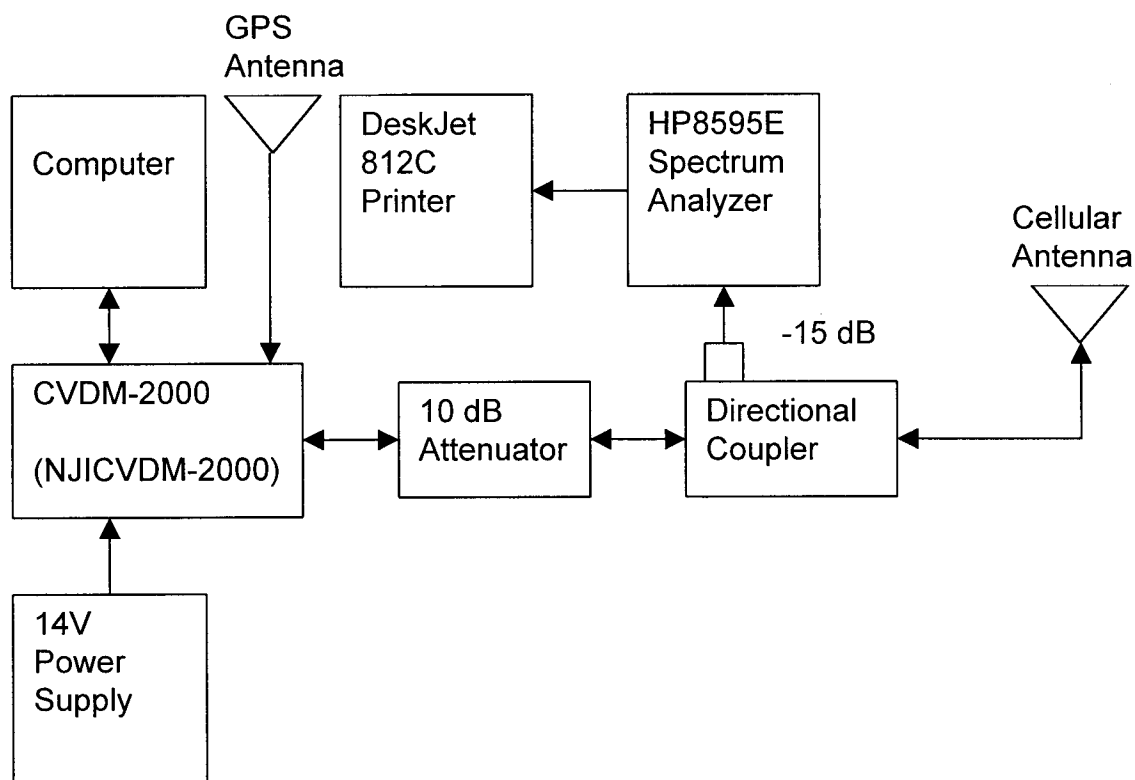 GPS
Antenna
Computer
DeskJet
812C
Printer
HP8595E
Spectrum
Analyzer
Cellular
Antenna
-15 dB
CVDM-2000
(NJICVDM-2000)
10 dB
Attenuator
Directional
Coupler
14V
Power
Supply